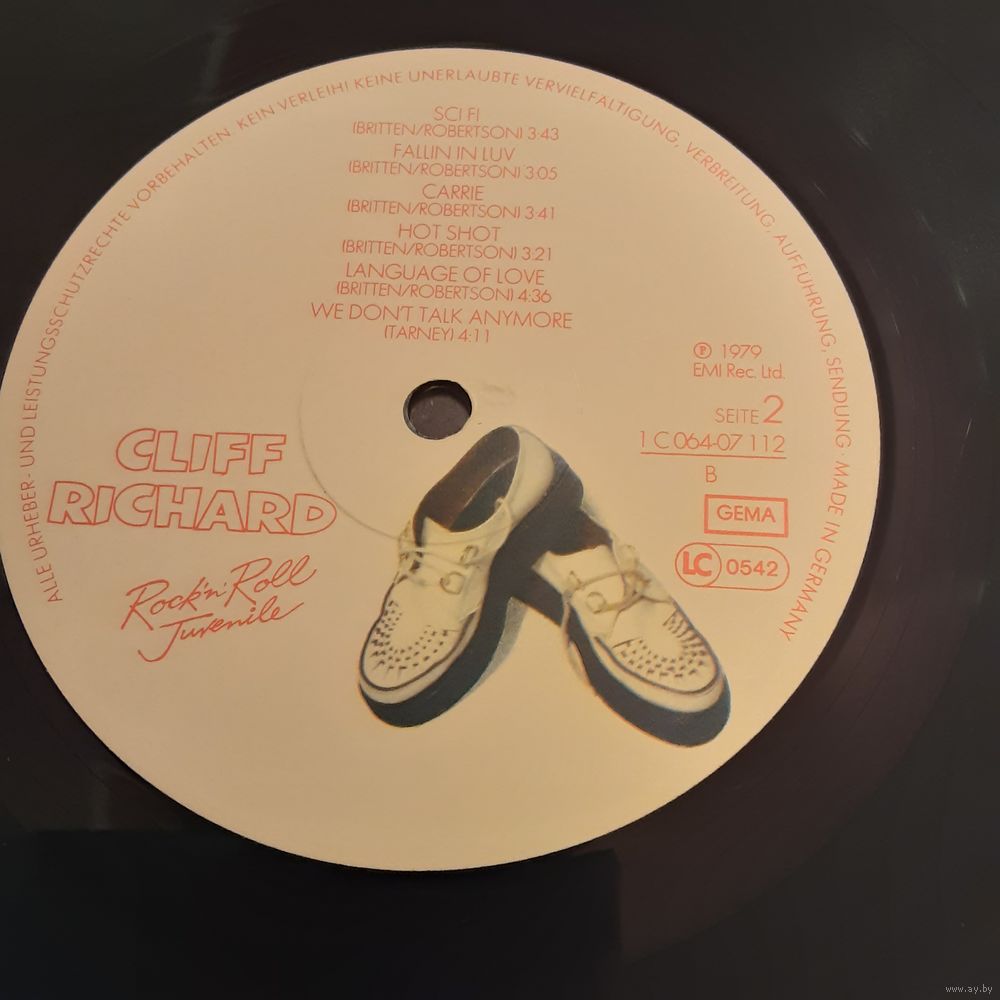 ALLE URHEBER- UND LEISTUNGSSCHUTZRECHTE VORBEHALTEN. KEIN VERLEIH! KEINE UNERLAUBTE VERVIELFÄLTIGUNG, VERBREITUNG, AUFFÜHRUNG, SENDUNG · MADE IN GERMANY
SCI FI
(BRITTEN/ROBERTSON) 3·43
FALLIN IN LUV
(BRITTEN/ROBERTSON) 3:05
CARRIE
(BRITTEN/ROBERTSON) 3·41
HOT SHOT
(BRITTEN/ROBERTSON) 3:21
LANGUAGE OF LOVE
(BRITTEN/ROBERTSON) 4:36
WE DON'T TALK ANYMORE
(TARNEY) 4:11
℗ 1979
EMI Rec. Ltd.
SEITE 2
1 C 064-07 112
B
GEMA
LC 0542
CLIFF
RICHARD
Rock'n'Roll
Juvenile
www.ay.by